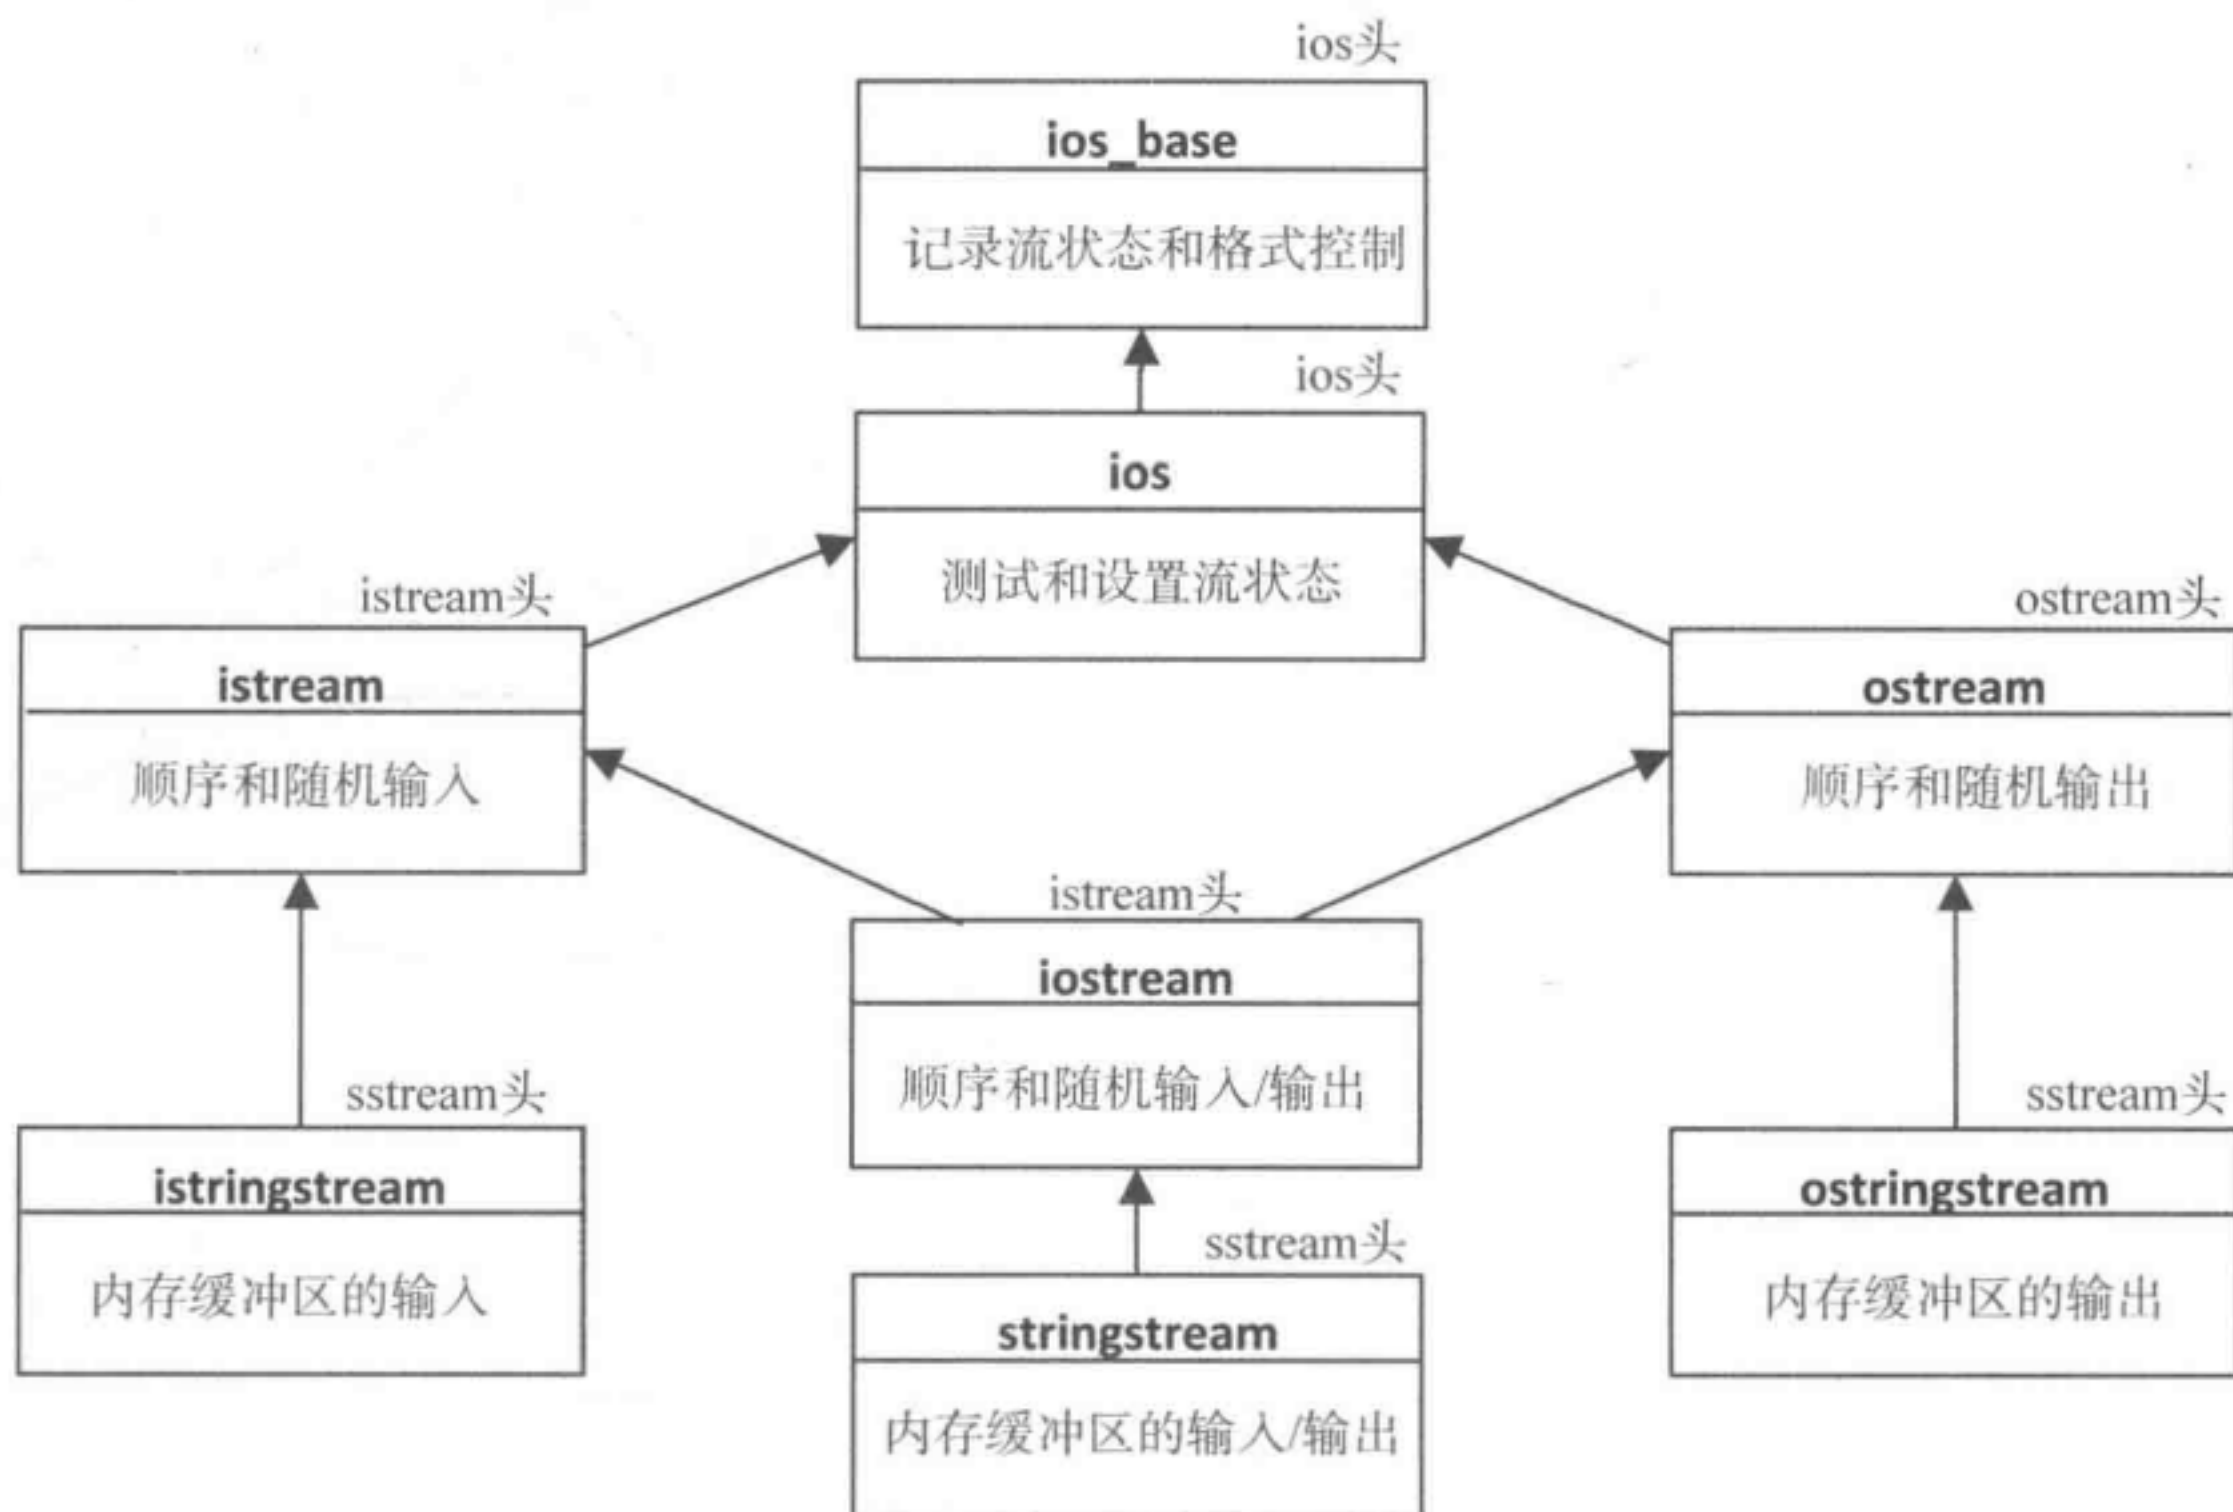 ios头
ios_base
记录流状态和格式控制
ios头
ios
测试和设置流状态
istream头
istream
顺序和随机输入
ostream头
ostream
顺序和随机输出
istream头
iostream
顺序和随机输入/输出
sstream头
istringstream
内存缓冲区的输入
sstream头
ostringstream
内存缓冲区的输出
sstream头
stringstream
内存缓冲区的输入/输出